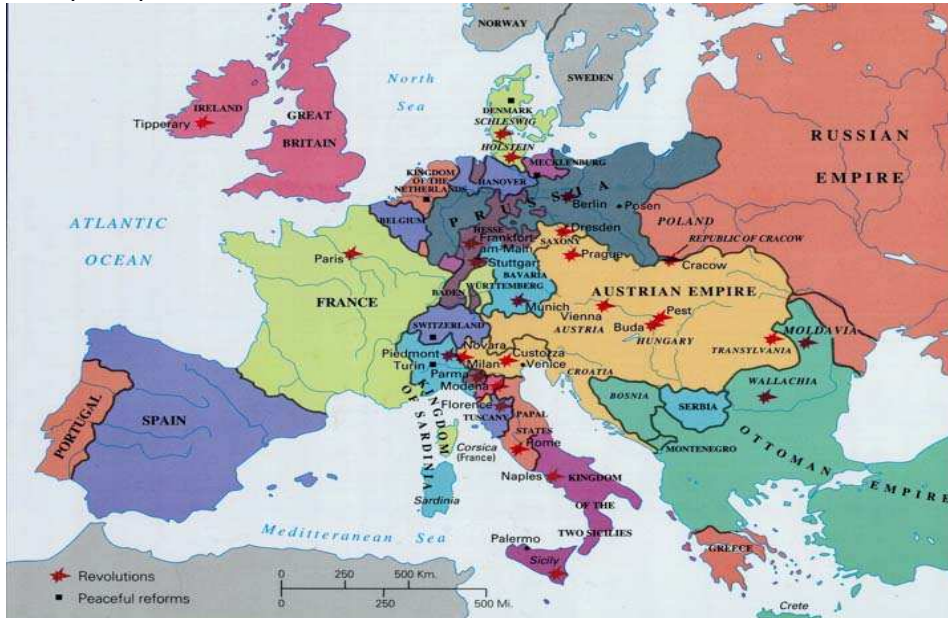 NORWAY
SWEDEN
North
Sea
IRELAND
Tipperary
GREAT
BRITAIN
DENMARK
SCHLESWIG
HOLSTEIN
MECKLENBURG
RUSSIAN
EMPIRE
KINGDOM
OF THE
NETHERLANDS
HANOVER
PRUSSIA
Berlin
Posen
POLAND
ATLANTIC
OCEAN
BELGIUM
HESSE
Frankfort
am-Main
Dresden
SAXONY
REPUBLIC OF CRACOW
Paris
Stuttgart
Prague
Cracow
BAVARIA
BADEN
WÜRTTEMBERG
FRANCE
Munich
AUSTRIAN EMPIRE
Vienna
Pest
Buda
AUSTRIA
HUNGARY
MOLDAVIA
TRANSYLVANIA
SWITZERLAND
Piedmont
Turin
Novara
Milan
Custozza
Venice
CROATIA
WALLACHIA
Parma
Modena
BOSNIA
SERBIA
Florence
TUSCANY
PAPAL
STATES
KINGDOM
OF SARDINIA
PORTUGAL
SPAIN
MONTENEGRO
OTTOMAN
EMPIRE
Corsica
(France)
Rome
Sardinia
Naples
KINGDOM
OF THE
TWO SICILIES
Mediterranean Sea
Palermo
Sicily
GREECE
Crete
Revolutions
Peaceful reforms
0 250 500 Km.
0 250 500 Mi.